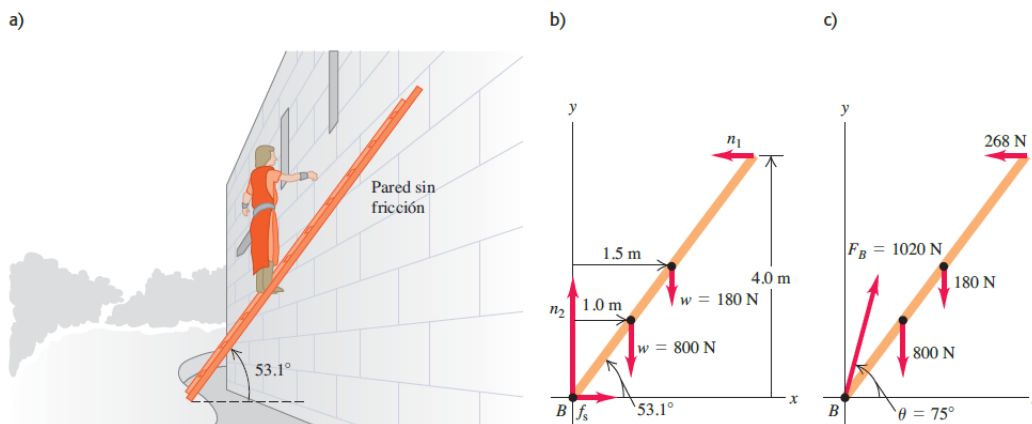 a)
Pared sin
fricción
53.1°
b)
y
n₁
1.5 m
4.0 m
w = 180 N
n₂
1.0 m
w = 800 N
B
fₛ
53.1°
x
c)
y
268 N
F_B = 1020 N
180 N
800 N
B
θ = 75°